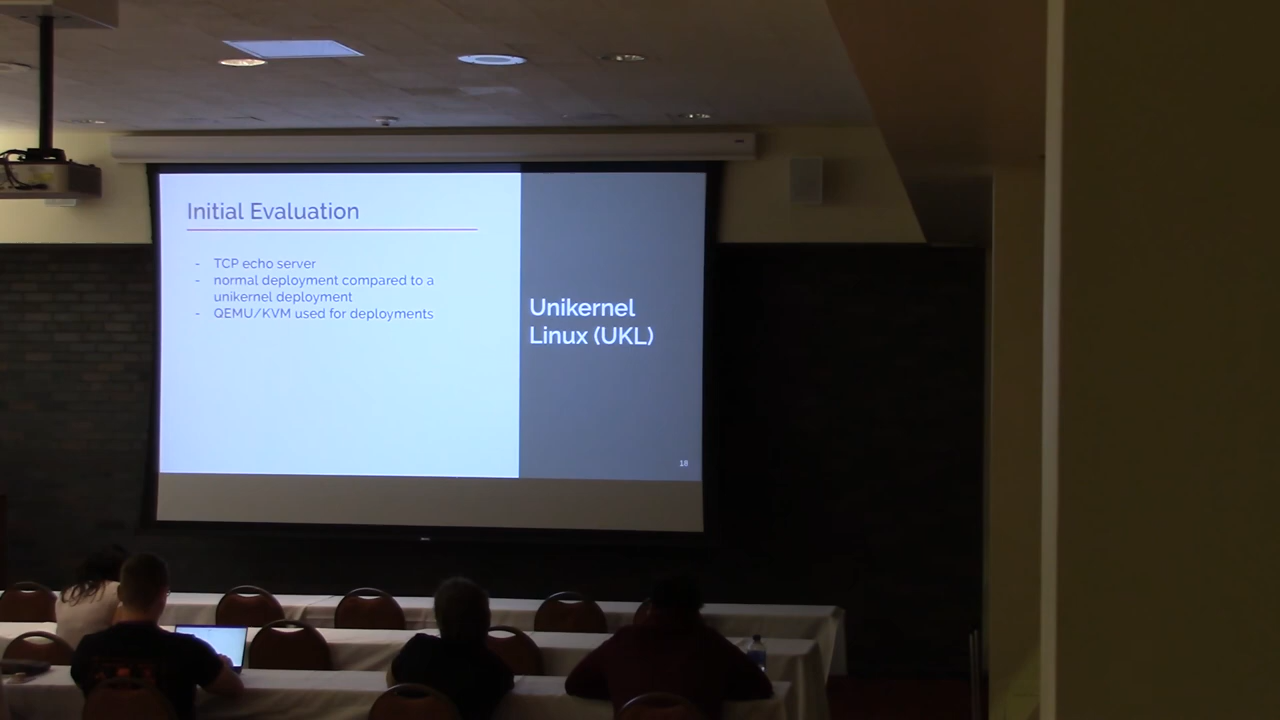 Initial Evaluation
- TCP echo server
- normal deployment compared to a
unikernel deployment
- QEMU/KVM used for deployments
Unikernel
Linux (UKL)
18